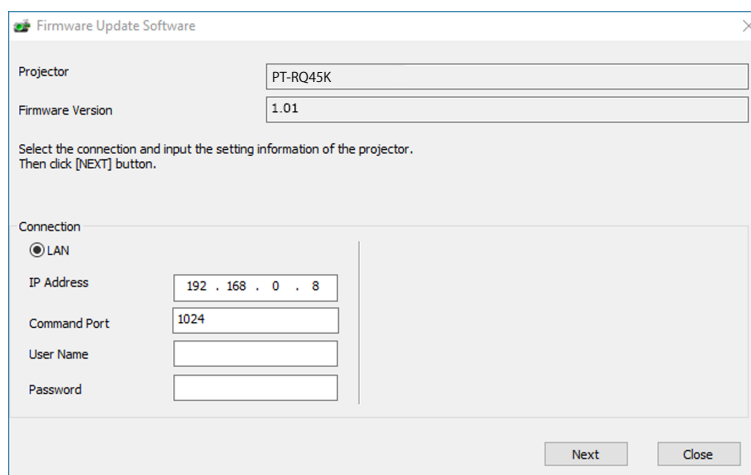 Firmware Update Software
Projector PT-RQ45K
Firmware Version 1.01
Select the connection and input the setting information of the projector.
Then click [NEXT] button.
Connection
LAN
IP Address 192 . 168 . 0 . 8
Command Port 1024
User Name
Password
Next Close